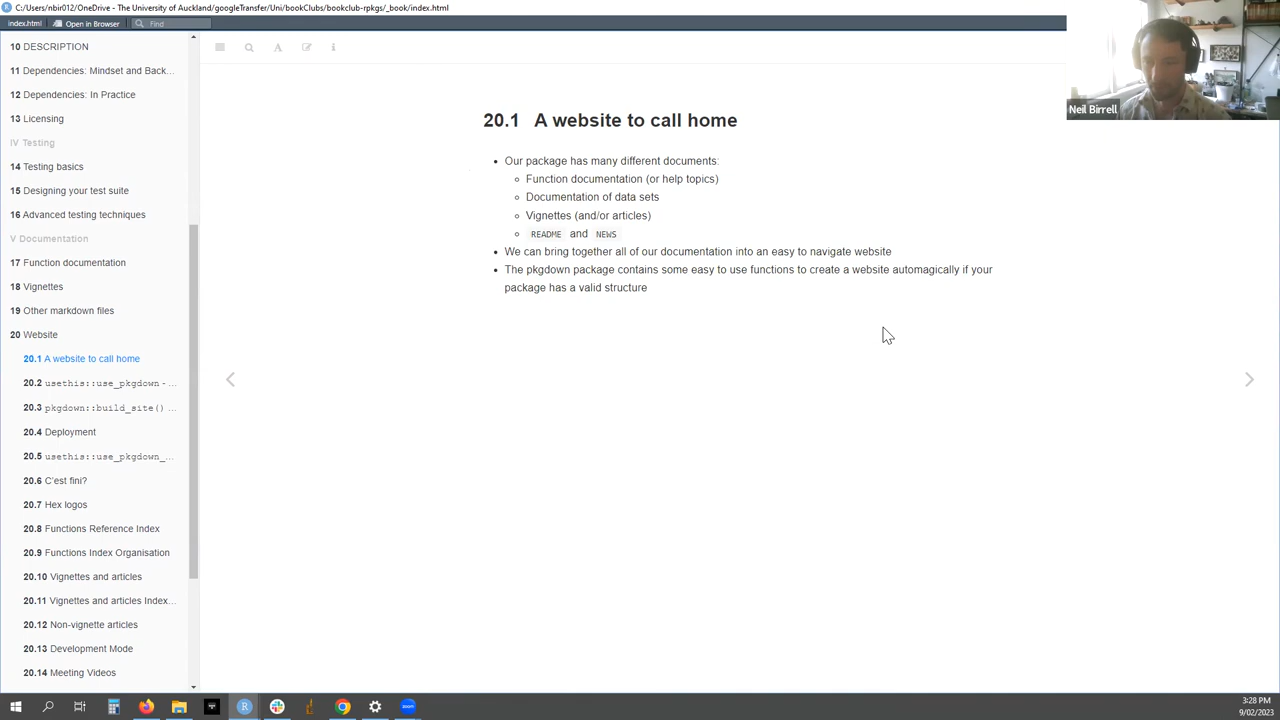 C:/Users/nbir012/OneDrive - The University of Auckland/googleTransfer/Uni/bookClubs/bookclub-rpkgs/_book/index.html
index.html
Open in Browser
Find
10 DESCRIPTION
11 Dependencies: Mindset and Back...
12 Dependencies: In Practice
13 Licensing
IV Testing
14 Testing basics
15 Designing your test suite
16 Advanced testing techniques
V Documentation
17 Function documentation
18 Vignettes
19 Other markdown files
20 Website
20.1 A website to call home
20.2 usethis::use_pkgdown - ...
20.3 pkgdown::build_site() ...
20.4 Deployment
20.5 usethis::use_pkgdown_...
20.6 C'est fini?
20.7 Hex logos
20.8 Functions Reference Index
20.9 Functions Index Organisation
20.10 Vignettes and articles
20.11 Vignettes and articles Index...
20.12 Non-vignette articles
20.13 Development Mode
20.14 Meeting Videos
20.1 A website to call home
• Our package has many different documents:
Function documentation (or help topics)
Documentation of data sets
Vignettes (and/or articles)
README and NEWS
• We can bring together all of our documentation into an easy to navigate website
• The pkgdown package contains some easy to use functions to create a website automagically if your
package has a valid structure
Neil Birrell
3:28 PM
9/02/2023